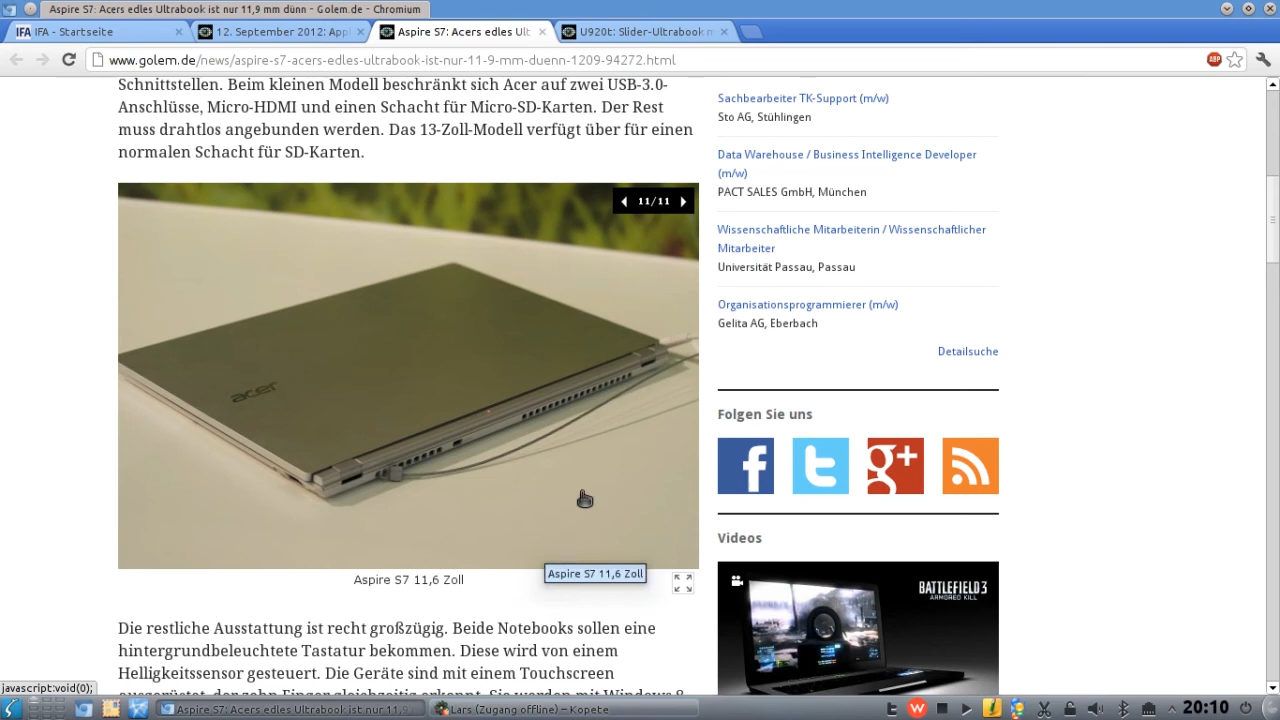 Aspire S7: Acers edles Ultrabook ist nur 11,9 mm dünn - Golem.de - Chromium
IFA IFA - Startseite
12. September 2012: Appl
Aspire S7: Acers edles Ult
U920t: Slider-Ultrabook m
www.golem.de/news/aspire-s7-acers-edles-ultrabook-ist-nur-11-9-mm-duenn-1209-94272.html
ABP
Schnittstellen. Beim kleinen Modell beschränkt sich Acer auf zwei USB-3.0-
Anschlüsse, Micro-HDMI und einen Schacht für Micro-SD-Karten. Der Rest
muss drahtlos angebunden werden. Das 13-Zoll-Modell verfügt über für einen
normalen Schacht für SD-Karten.
11/11
acer
Aspire S7 11,6 Zoll
Aspire S7 11,6 Zoll
Die restliche Ausstattung ist recht großzügig. Beide Notebooks sollen eine
hintergrundbeleuchtete Tastatur bekommen. Diese wird von einem
Helligkeitssensor gesteuert. Die Geräte sind mit einem Touchscreen
ausgerüstet, der zehn Finger gleichzeitig erkennt. Sie werden mit Windows 8
Sachbearbeiter TK-Support (m/w)
Sto AG, Stühlingen
Data Warehouse / Business Intelligence Developer
(m/w)
PACT SALES GmbH, München
Wissenschaftliche Mitarbeiterin / Wissenschaftlicher
Mitarbeiter
Universität Passau, Passau
Organisationsprogrammierer (m/w)
Gelita AG, Eberbach
Detailsuche
Folgen Sie uns
f
t
g+
Videos
BATTLEFIELD 3
ARMORED KILL
javascript:void(0);
Aspire S7: Acers edles Ultrabook ist nur 11,9
Lars (Zugang offline) – Kopete
20:10